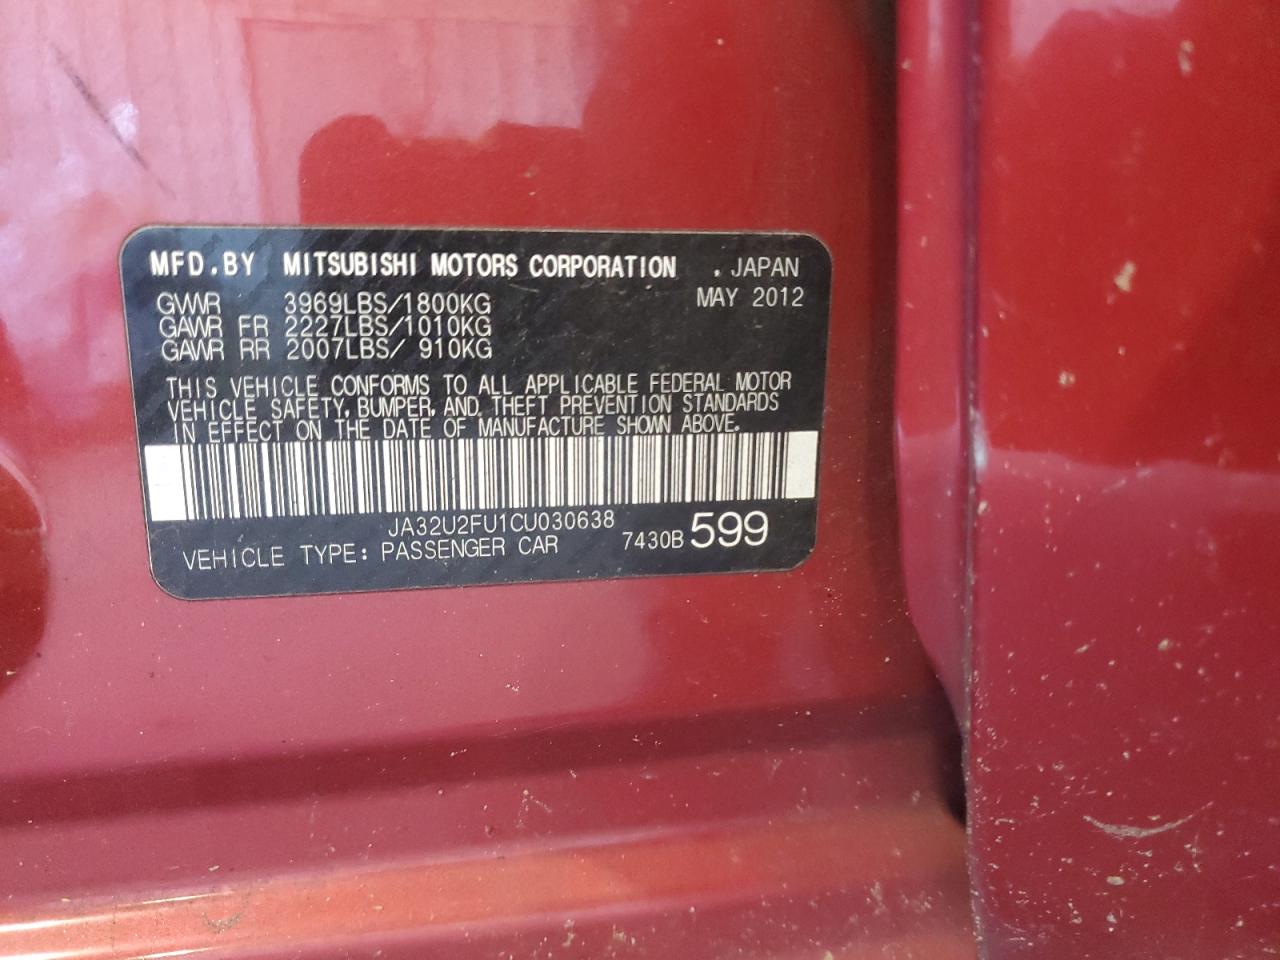 MFD.BY MITSUBISHI MOTORS CORPORATION . JAPAN
GVWR 3969LBS/1800KG MAY 2012
GAWR FR 2227LBS/1010KG
GAWR RR 2007LBS/ 910KG
THIS VEHICLE CONFORMS TO ALL APPLICABLE FEDERAL MOTOR
VEHICLE SAFETY, BUMPER, AND THEFT PREVENTION STANDARDS
IN EFFECT ON THE DATE OF MANUFACTURE SHOWN ABOVE.
JA32U2FU1CU030638
VEHICLE TYPE: PASSENGER CAR 7430B 599